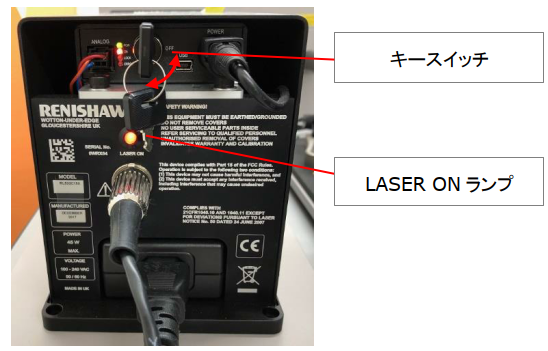 ANALOG
OFF
USB
POWER
キースイッチ
RENISHAW
WOTTON-UNDER-EDGE
GLOUCESTERSHIRE UK
SAFETY WARNING!
THIS EQUIPMENT MUST BE EARTHED/GROUNDED
DO NOT REMOVE COVERS
NO USER SERVICEABLE PARTS INSIDE
REFER SERVICING TO QUALIFIED PERSONNEL
UNAUTHORISED REMOVAL OF COVERS
INVALIDATES WARRANTY AND CALIBRATION
SERIAL No.
LASER ON
LASER ONランプ
This device complies with Part 15 of the FCC Rules.
Operation is subject to the following two conditions:
(1) This device may not cause harmful interference, and
(2) This device must accept any interference received,
including interference that may cause undesired
operation.
MODEL
MANUFACTURED
DECEMBER
2017
COMPLIES WITH
21CFR1040.10 AND 1040.11 EXCEPT
FOR DEVIATIONS PURSUANT TO LASER
NOTICE No. 50 DATED 24 JUNE 2007
POWER
45 W
MAX.
CE
VOLTAGE
100 - 240 VAC
50 / 60 Hz
MADE IN UK